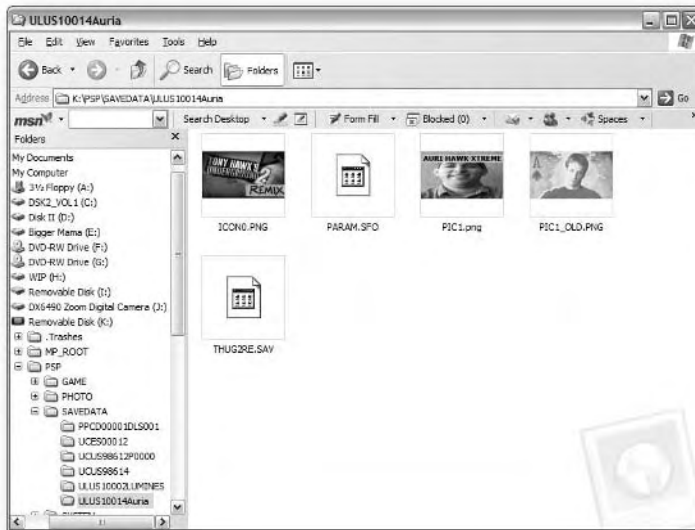 ULUS10014Auria
File Edit View Favorites Tools Help
Back Search Folders
Address K:\PSP\SAVEDATA\ULUS10014Auria Go
msn Search Desktop Form Fill Blocked (0) Spaces
Folders X
My Documents
My Computer
3½ Floppy (A:)
DSK2_VOL1 (C:)
Disk II (D:)
Bigger Mama (E:)
DVD-RW Drive (F:)
DVD-RW Drive (G:)
WIP (H:)
Removable Disk (I:)
DX6490 Zoom Digital Camera (J:)
Removable Disk (K:)
.Trashes
MP_ROOT
PSP
GAME
PHOTO
SAVEDATA
PPCD00001DLS001
UCES00012
UCUS98612P0000
UCUS98614
ULUS10002LUMINES
ULUS10014Auria
TONY HAWK'S
UNDERGROUND
2
REMIX
ICON0.PNG
PARAM.SFO
AURI HAWK XTREME
PIC1.png
A
PIC1_OLD.PNG
THUG2RE.SAV